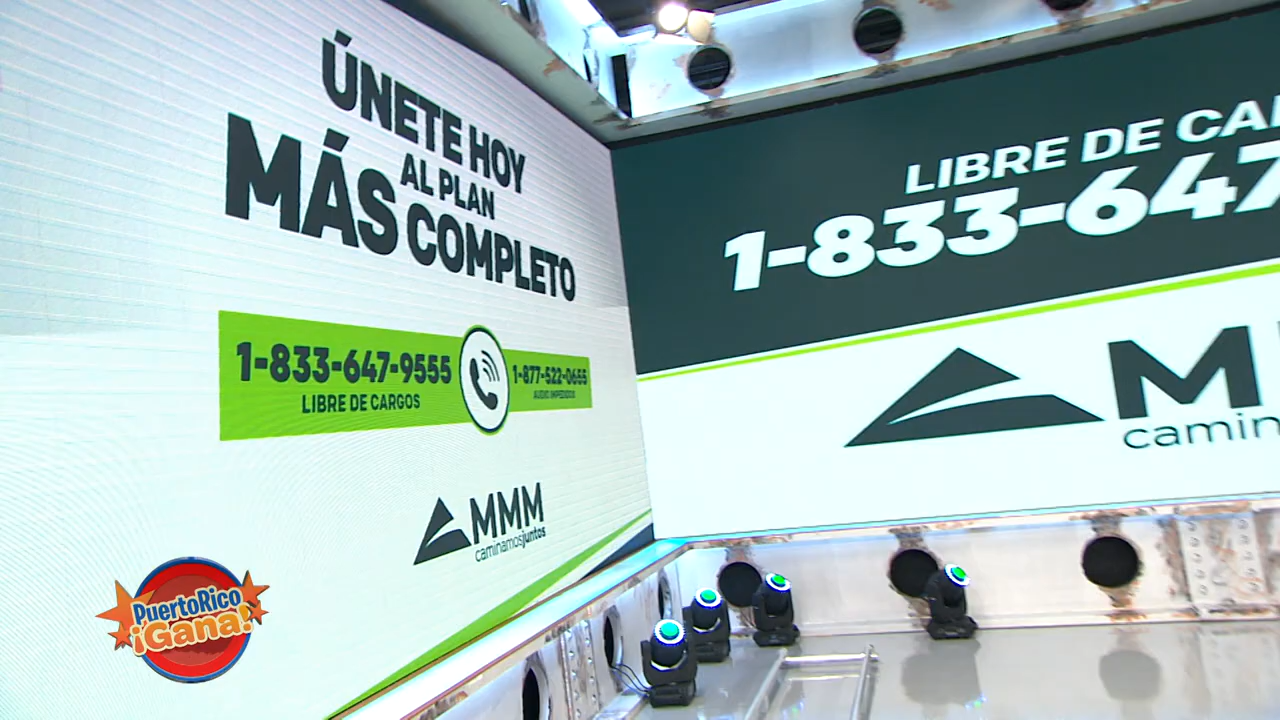 ÚNETE HOY
AL PLAN
MÁS COMPLETO
1-833-647-9555
LIBRE DE CARGOS
1-877-522-0655
AUDIO IMPEDIDOS
MMM
caminamosjuntos
LIBRE DE CA
1-833-647
M
camin
PuertoRico
¡Gana!